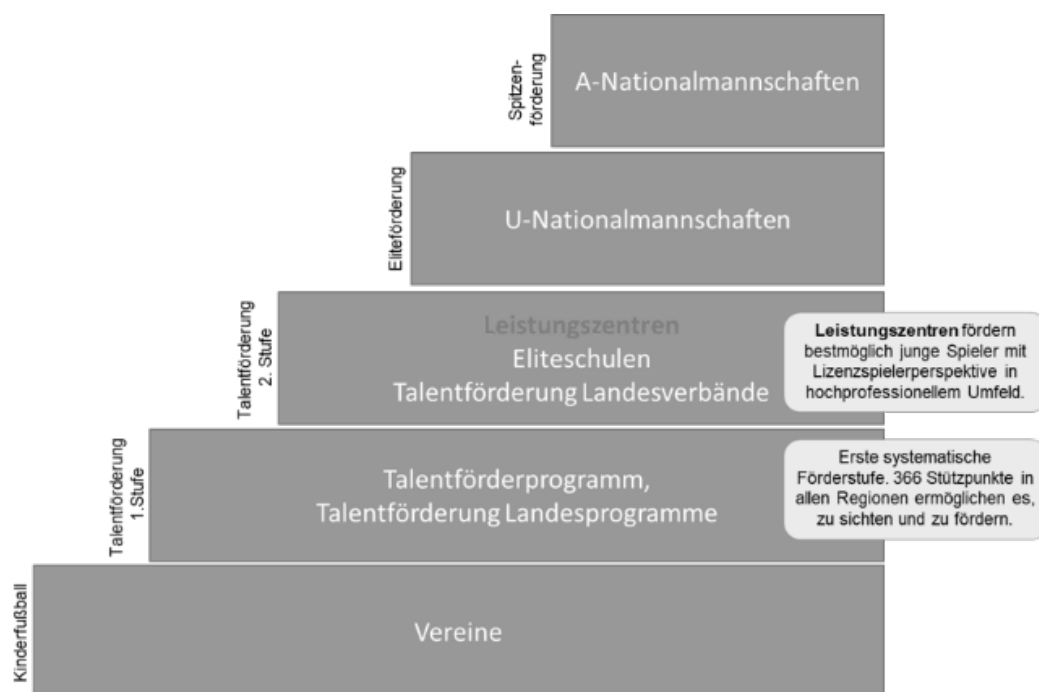 Spitzen-
förderung
A-Nationalmannschaften
Eliteförderung
U-Nationalmannschaften
Talentförderung
2. Stufe
Leistungszentren
Eliteschulen
Talentförderung Landesverbände
Leistungszentren fördern
bestmöglich junge Spieler mit
Lizenzspielerperspektive in
hochprofessionellem Umfeld.
Talentförderung
1.Stufe
Talentförderprogramm,
Talentförderung Landesprogramme
Erste systematische
Förderstufe. 366 Stützpunkte in
allen Regionen ermöglichen es,
zu sichten und zu fördern.
Kinderfußball
Vereine